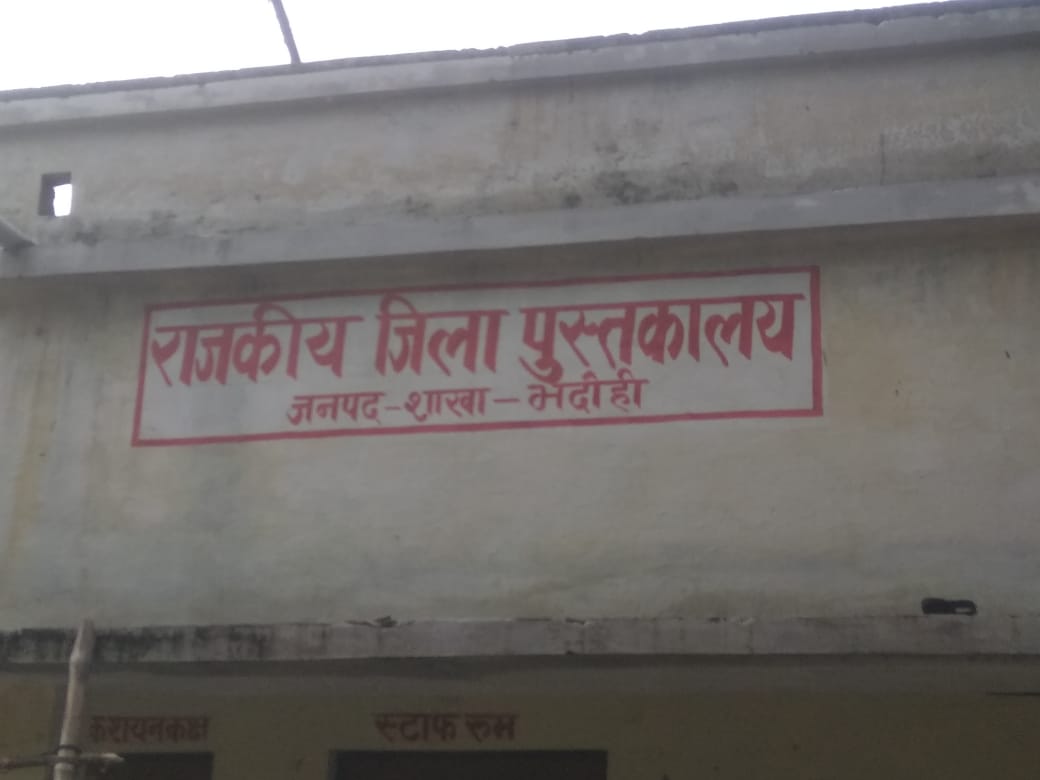 राजकीय जिला पुस्तकालय
जनपद - शाखा - भदोही
स्टाफ रूम